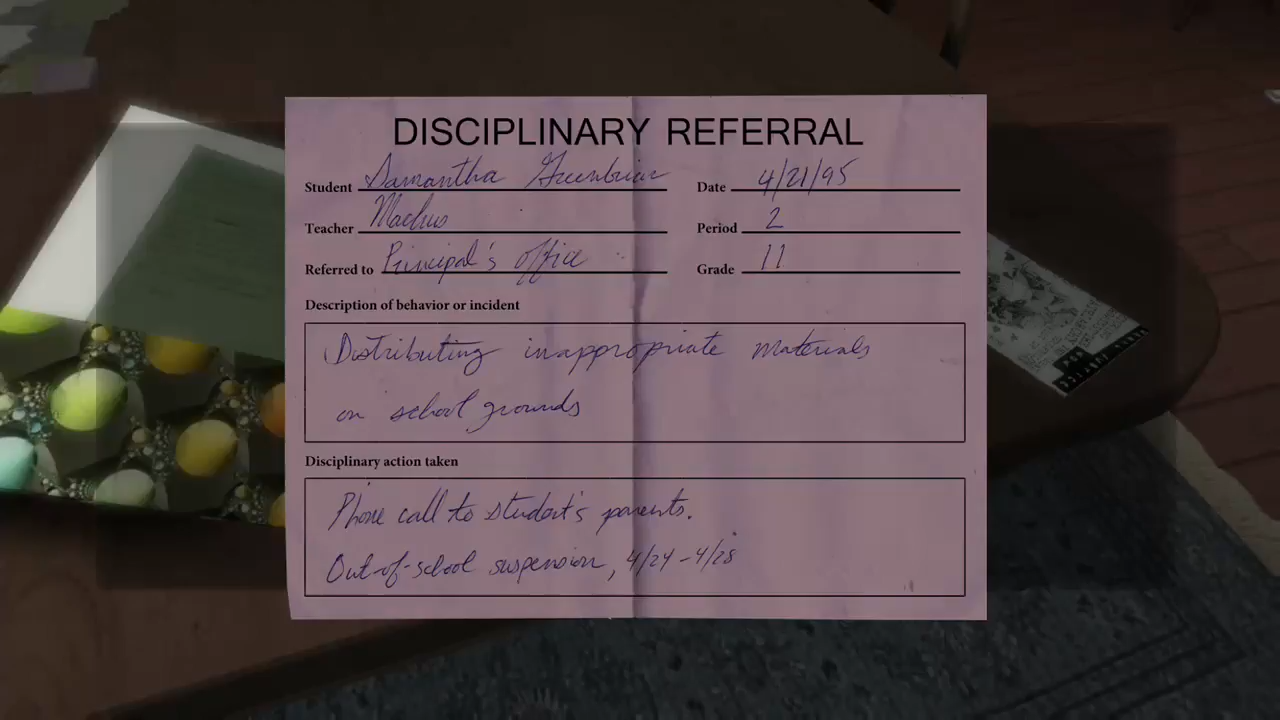 DISCIPLINARY REFERRAL
Student Samantha Greenbriar Date 4/21/95
Teacher Period 2
Referred to Principal's office Grade 11
Description of behavior or incident
Distributing inappropriate materials
on school grounds
Disciplinary action taken
Phone call to student's parents.
Out-of-school suspension, 4/24-4/28